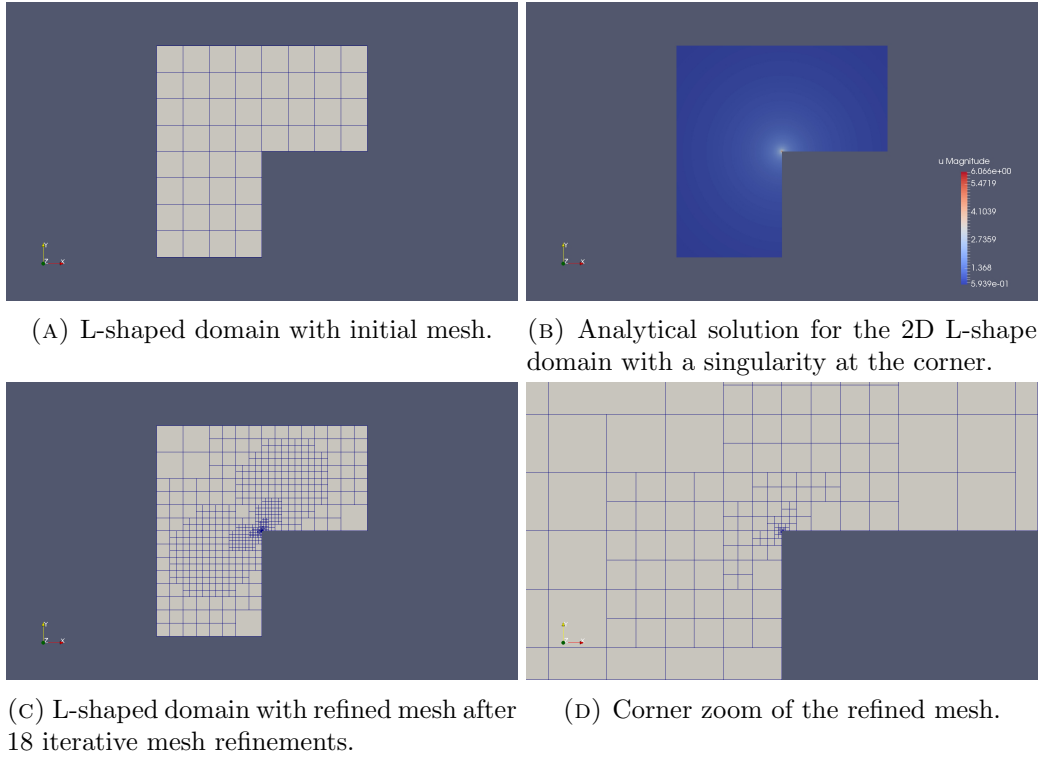 Y
Z
X
(A) L-shaped domain with initial mesh.
Y
Z
X
u Magnitude
6.066e+00
5.4719
4.1039
2.7359
1.368
5.939e-01
(B) Analytical solution for the 2D L-shape
domain with a singularity at the corner.
Y
Z
X
(C) L-shaped domain with refined mesh after
18 iterative mesh refinements.
Y
Z
X
(D) Corner zoom of the refined mesh.